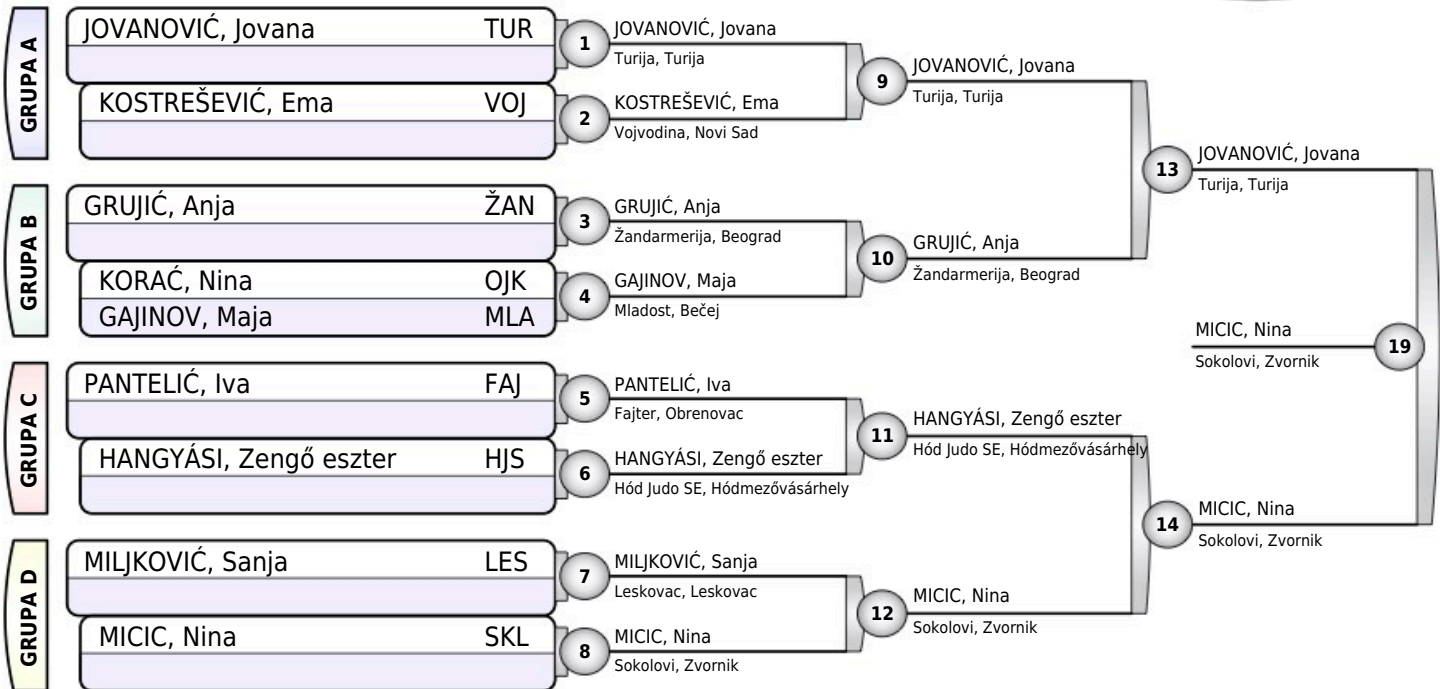 GRUPA A
JOVANOVIĆ, Jovana TUR
KOSTREŠEVIĆ, Ema VOJ
GRUPA B
GRUJIĆ, Anja ŽAN
KORAĆ, Nina OJK
GAJINOV, Maja MLA
GRUPA C
PANTELIĆ, Iva FAJ
HANGYÁSI, Zengő eszter HJS
GRUPA D
MILJKOVIĆ, Sanja LES
MICIC, Nina SKL
1
JOVANOVIĆ, Jovana
Turija, Turija
2
KOSTREŠEVIĆ, Ema
Vojvodina, Novi Sad
3
GRUJIĆ, Anja
Žandarmerija, Beograd
4
GAJINOV, Maja
Mladost, Bečej
5
PANTELIĆ, Iva
Fajter, Obrenovac
6
HANGYÁSI, Zengő eszter
Hód Judo SE, Hódmezővásárhely
7
MILJKOVIĆ, Sanja
Leskovac, Leskovac
8
MICIC, Nina
Sokolovi, Zvornik
9
JOVANOVIĆ, Jovana
Turija, Turija
10
GRUJIĆ, Anja
Žandarmerija, Beograd
11
HANGYÁSI, Zengő eszter
Hód Judo SE, Hódmezővásárhely
12
MICIC, Nina
Sokolovi, Zvornik
13
JOVANOVIĆ, Jovana
Turija, Turija
14
MICIC, Nina
Sokolovi, Zvornik
MICIC, Nina
Sokolovi, Zvornik
19